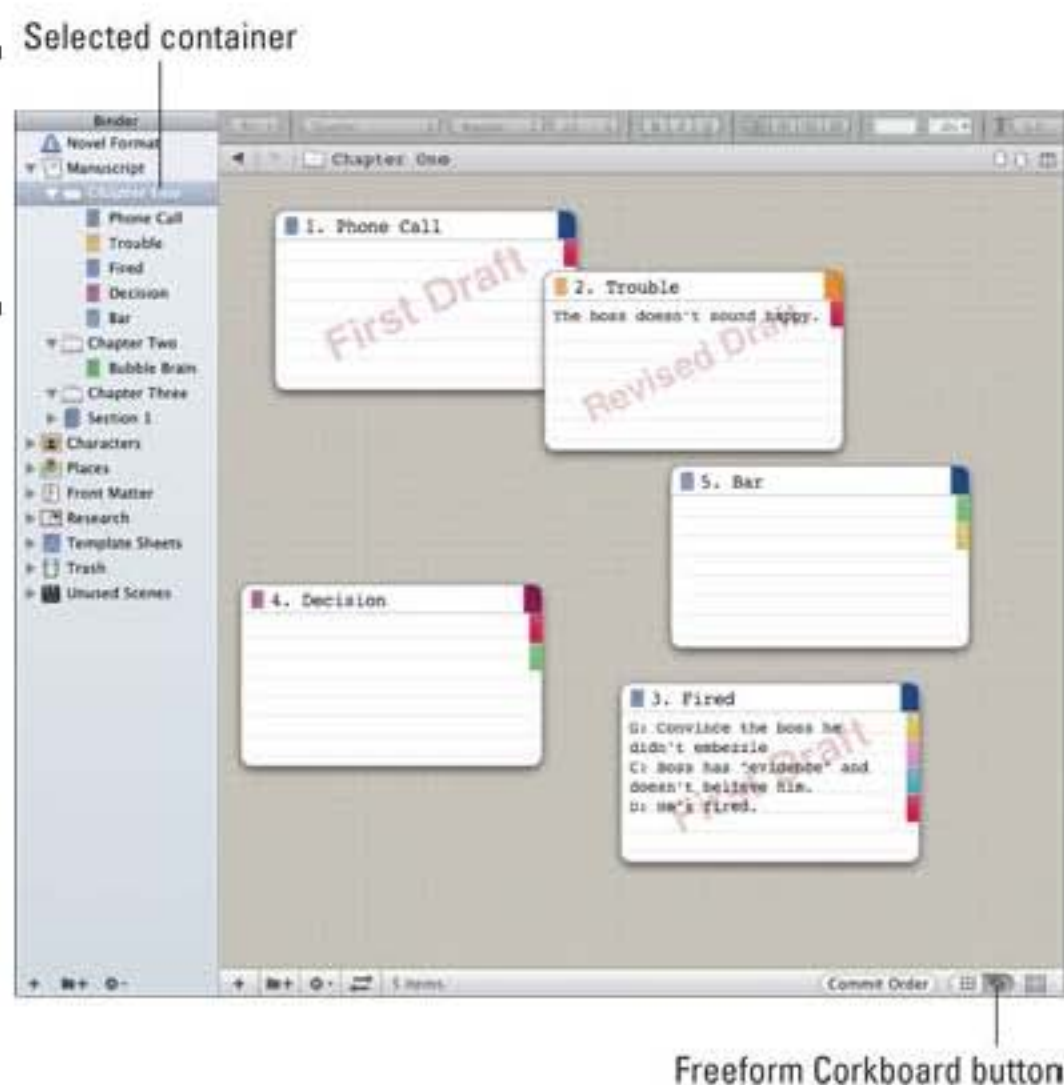 Selected container
Binder
Novel Format
Manuscript
Phone Call
Trouble
Fired
Decision
Bar
Chapter Two
Bubble Brain
Chapter Three
Section 1
Characters
Places
Front Matter
Research
Template Sheets
Trash
Unused Scenes
Chapter One
1. Phone Call
First Draft
2. Trouble
The boss doesn't sound happy.
Revised Draft
5. Bar
4. Decision
3. Fired
G: Convince the boss he
didn't embezzle
C: Boss has "evidence" and
doesn't believe him.
D: He's fired.
First Draft
5 items
Commit Order
Freeform Corkboard button